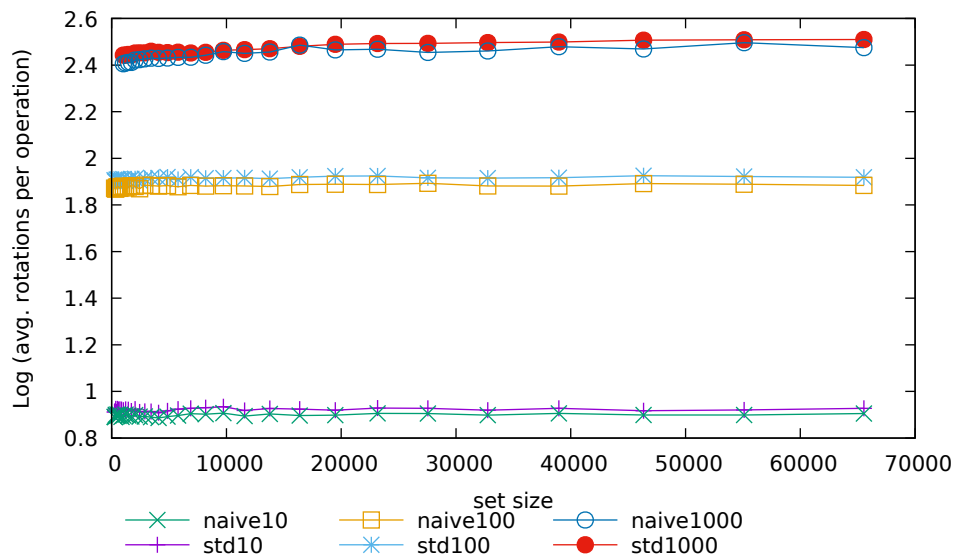 2.6
2.4
2.2
2
1.8
1.6
1.4
1.2
1
0.8
Log (avg. rotations per operation)
0 10000 20000 30000 40000 50000 60000 70000
set size
naive10 naive100 naive1000
std10 std100 std1000